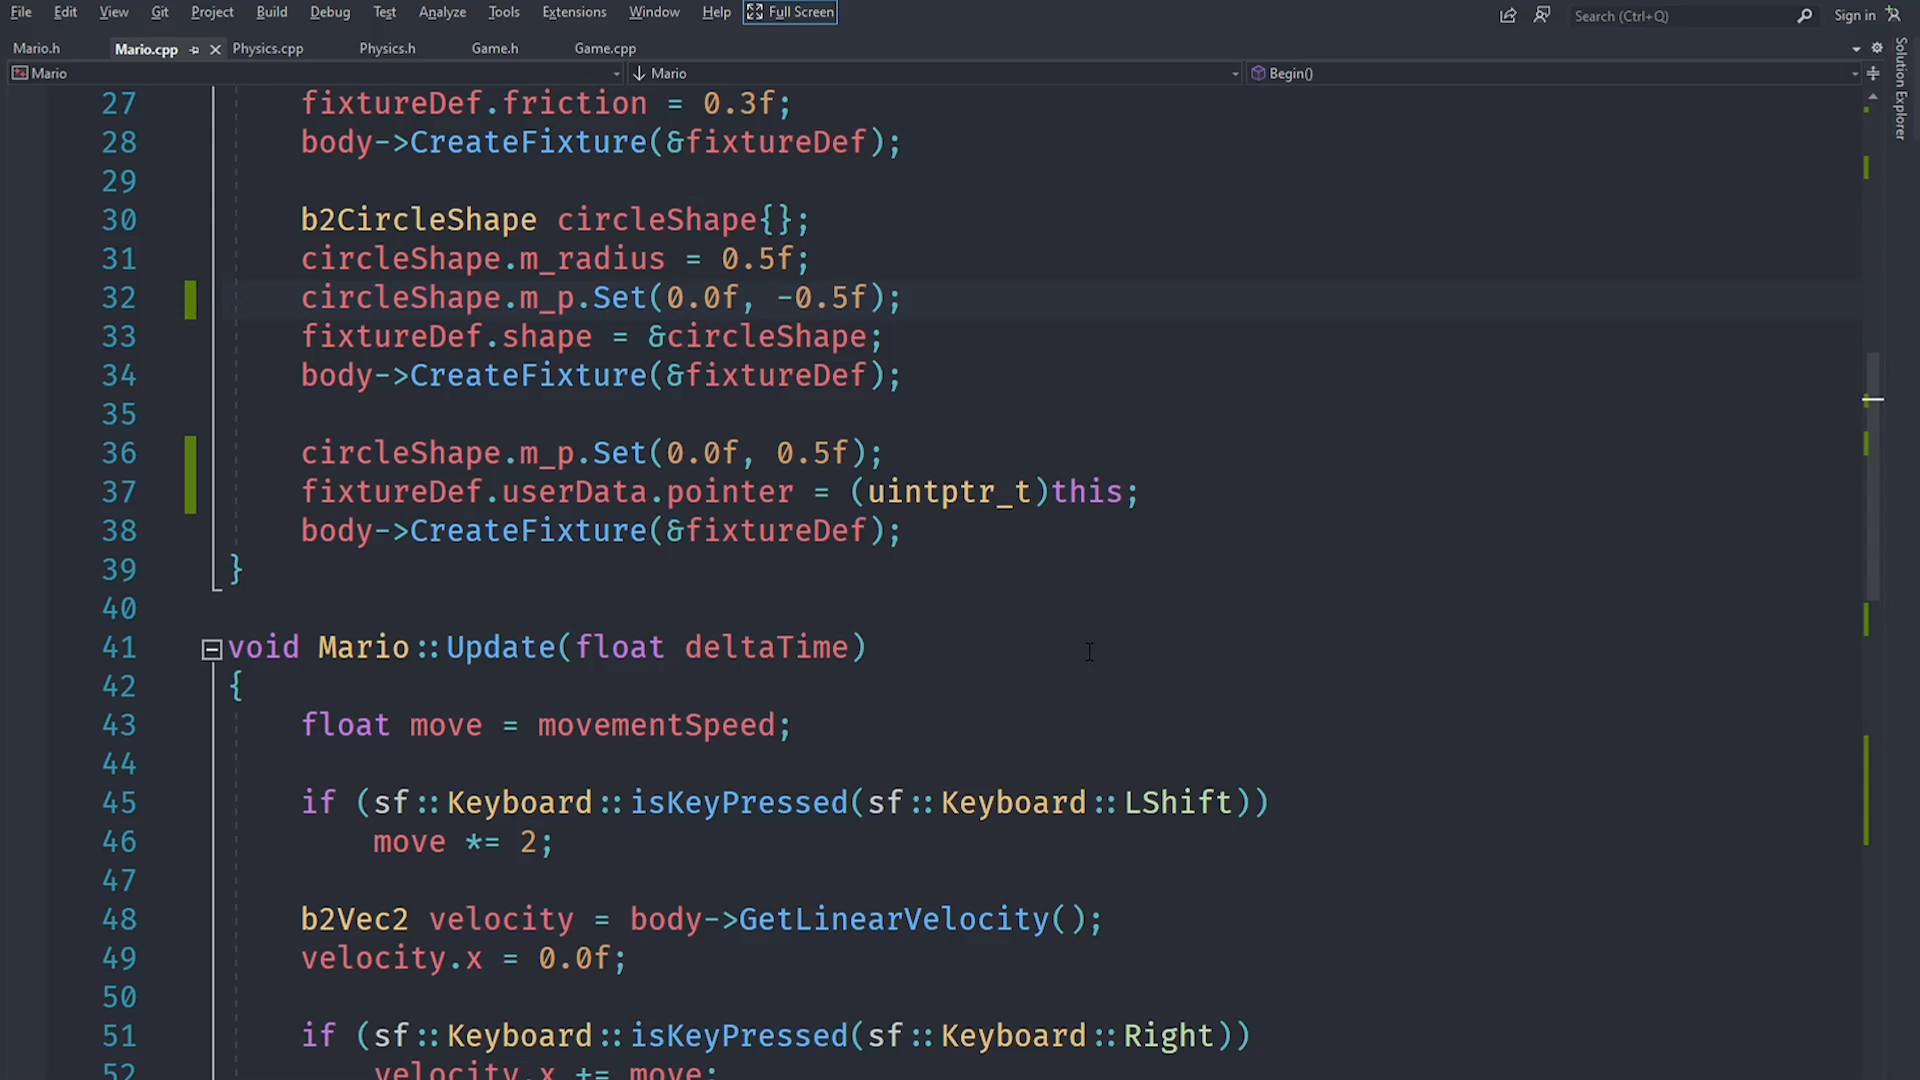 File Edit View Git Project Build Debug Test Analyze Tools Extensions Window Help Full Screen Search (Ctrl+Q) Sign in
Mario.h Mario.cpp Physics.cpp Physics.h Game.h Game.cpp
Mario Mario Begin()
Solution Explorer
27 fixtureDef.friction = 0.3f;
28 body->CreateFixture(&fixtureDef);
29
30 b2CircleShape circleShape{};
31 circleShape.m_radius = 0.5f;
32 circleShape.m_p.Set(0.0f, -0.5f);
33 fixtureDef.shape = &circleShape;
34 body->CreateFixture(&fixtureDef);
35
36 circleShape.m_p.Set(0.0f, 0.5f);
37 fixtureDef.userData.pointer = (uintptr_t)this;
38 body->CreateFixture(&fixtureDef);
39 }
40
41 void Mario::Update(float deltaTime)
42 {
43 float move = movementSpeed;
44
45 if (sf::Keyboard::isKeyPressed(sf::Keyboard::LShift))
46 move *= 2;
47
48 b2Vec2 velocity = body->GetLinearVelocity();
49 velocity.x = 0.0f;
50
51 if (sf::Keyboard::isKeyPressed(sf::Keyboard::Right))
52 velocity.x += move;